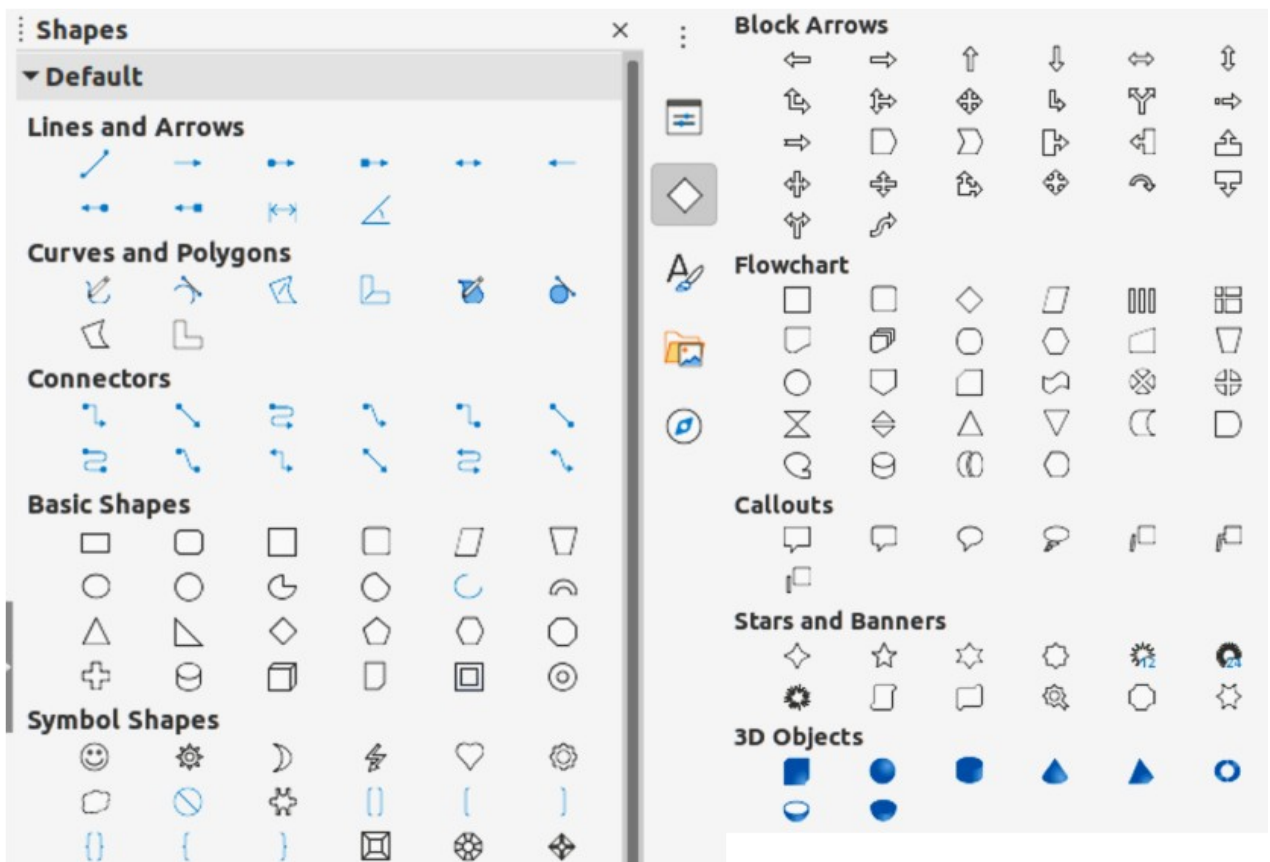 Shapes
Default
Lines and Arrows
Curves and Polygons
Connectors
Basic Shapes
Symbol Shapes
Block Arrows
Flowchart
Callouts
Stars and Banners
12
24
3D Objects